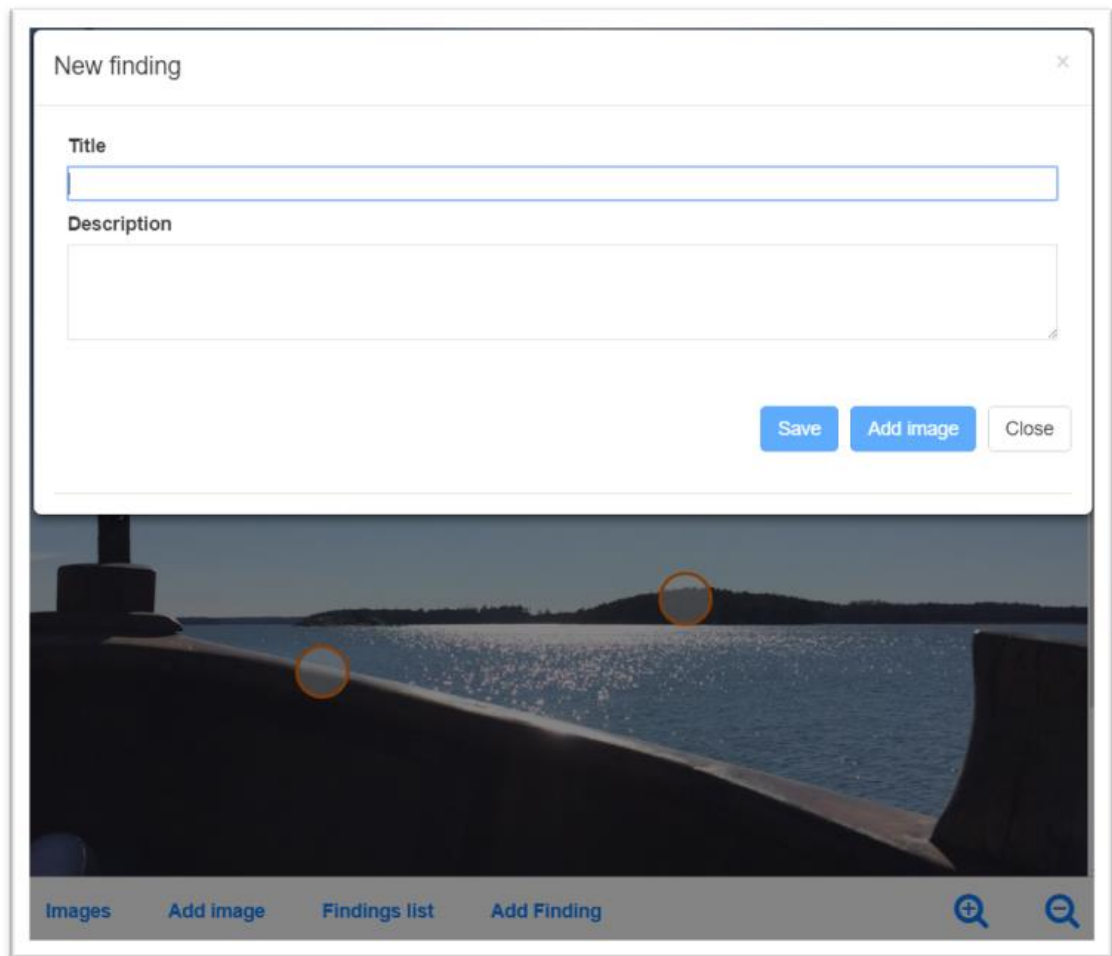 New finding ×
Title
Description
Save Add image Close
Images Add image Findings list Add Finding